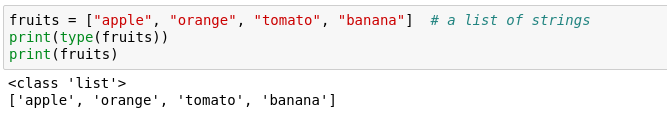 fruits = ["apple", "orange", "tomato", "banana"]  # a list of strings
print(type(fruits))
print(fruits)
<class 'list'>
['apple', 'orange', 'tomato', 'banana']